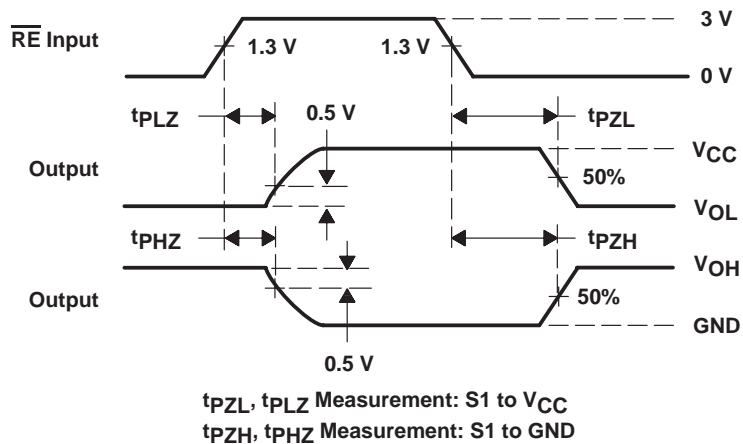 3 V
RE Input
1.3 V
1.3 V
0 V
tPLZ
0.5 V
tPZL
VCC
Output
50%
VOL
tPHZ
tPZH
VOH
Output
50%
GND
0.5 V
tPZL, tPLZ Measurement: S1 to VCC
tPZH, tPHZ Measurement: S1 to GND